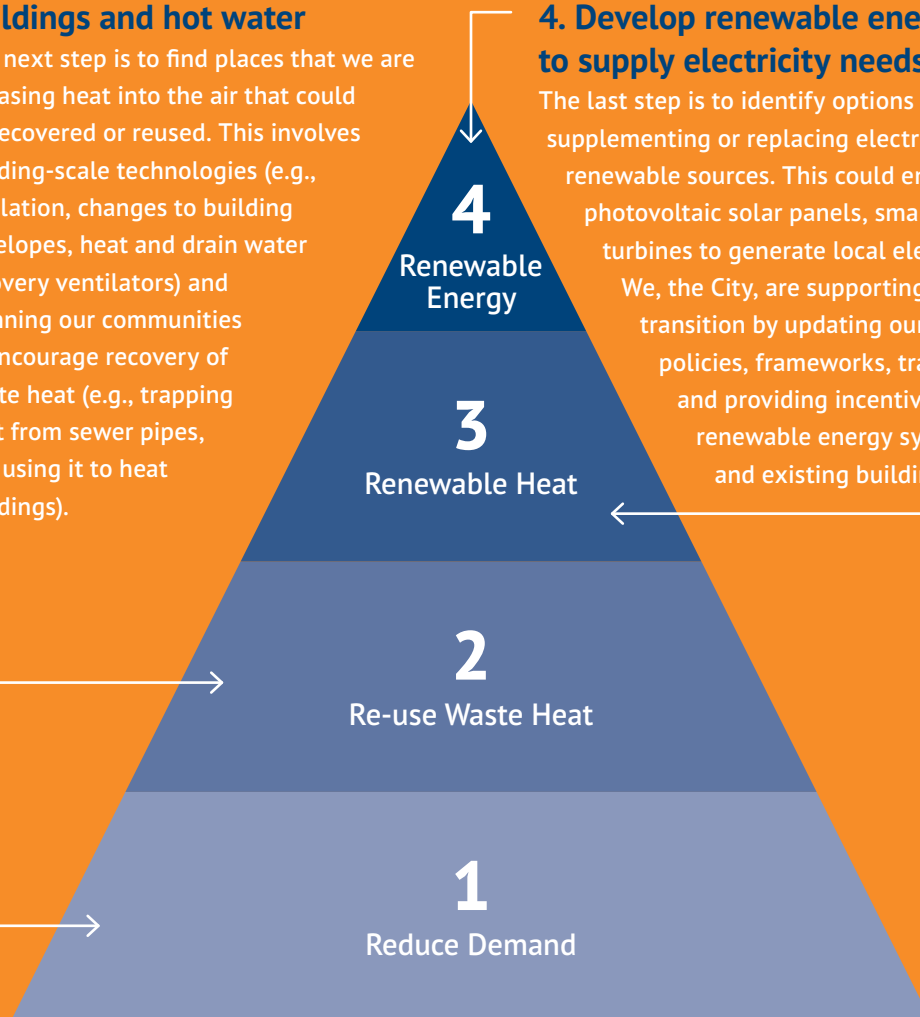 ldings and hot water
next step is to find places that we are
asing heat into the air that could
ecovered or reused. This involves
ding-scale technologies (e.g.,
lation, changes to building
elopes, heat and drain water
overy ventilators) and
nning our communities
ncourage recovery of
te heat (e.g., trapping
t from sewer pipes,
using it to heat
dings).
4. Develop renewable ene
to supply electricity needs
The last step is to identify options
supplementing or replacing electr
renewable sources. This could en
photovoltaic solar panels, sma
turbines to generate local ele
We, the City, are supporting
transition by updating our
policies, frameworks, tra
and providing incentiv
renewable energy sy
and existing buildin
4
Renewable
Energy
3
Renewable Heat
2
Re-use Waste Heat
1
Reduce Demand